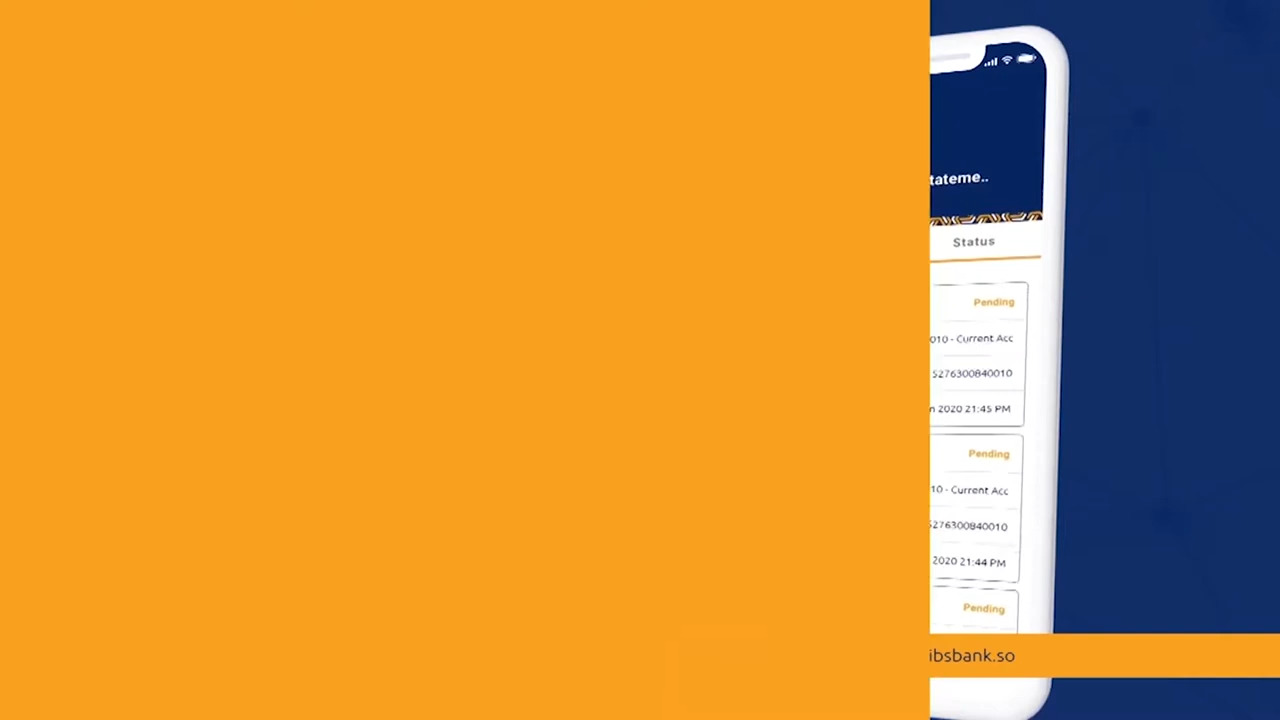 tateme..
Status
Pending
010 - Current Acc
5276300840010
n 2020 21:45 PM
Pending
10 - Current Acc
5276300840010
2020 21:44 PM
Pending
ibsbank.so